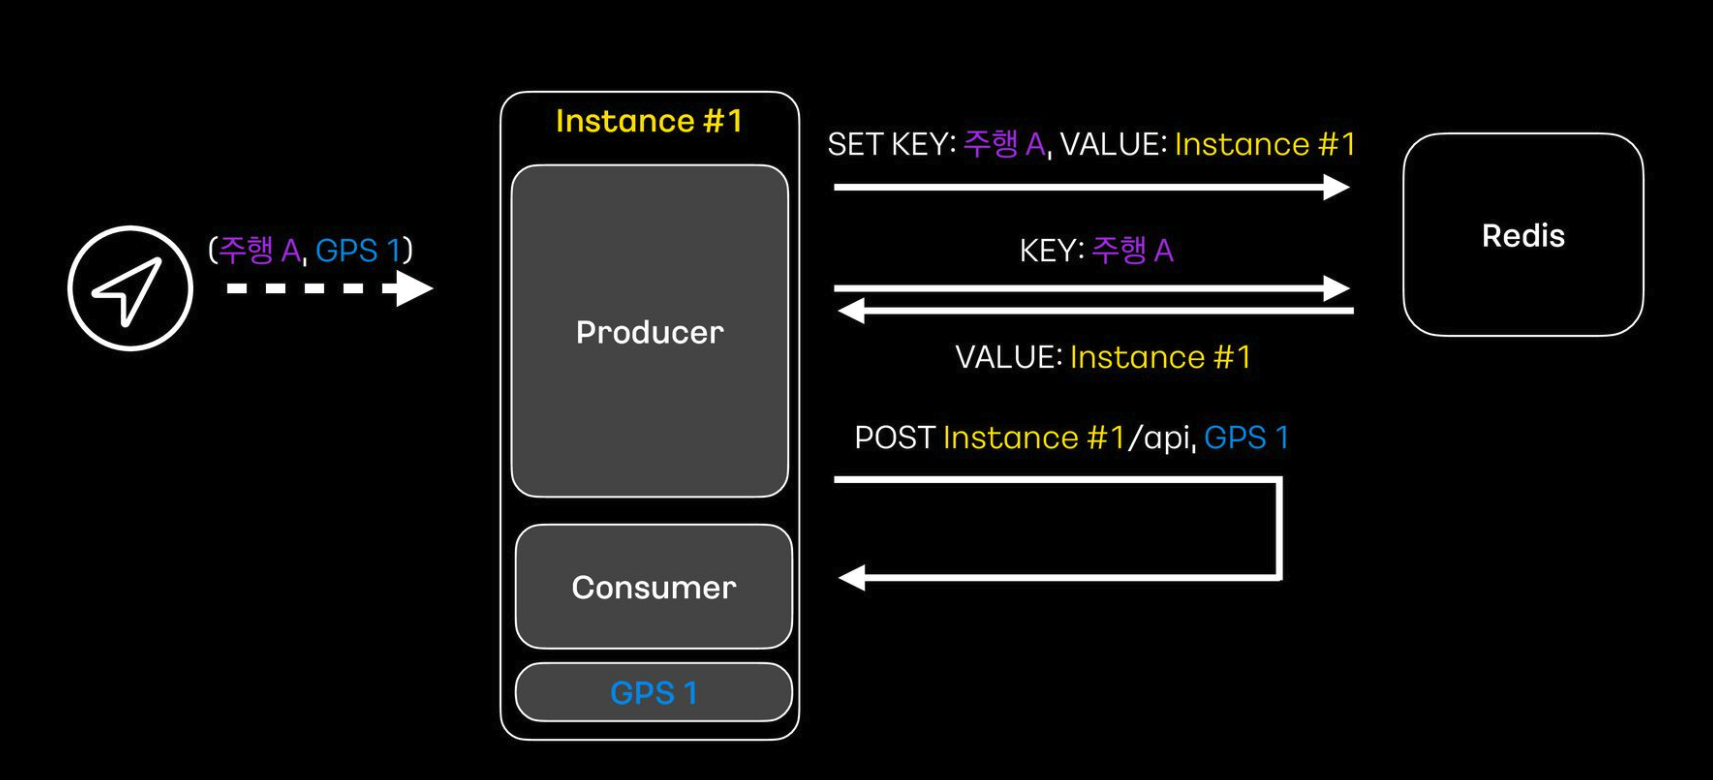 (주행 A, GPS 1)
Instance #1
Producer
Consumer
GPS 1
SET KEY: 주행 A, VALUE: Instance #1
KEY: 주행 A
VALUE: Instance #1
POST Instance #1/api, GPS 1
Redis